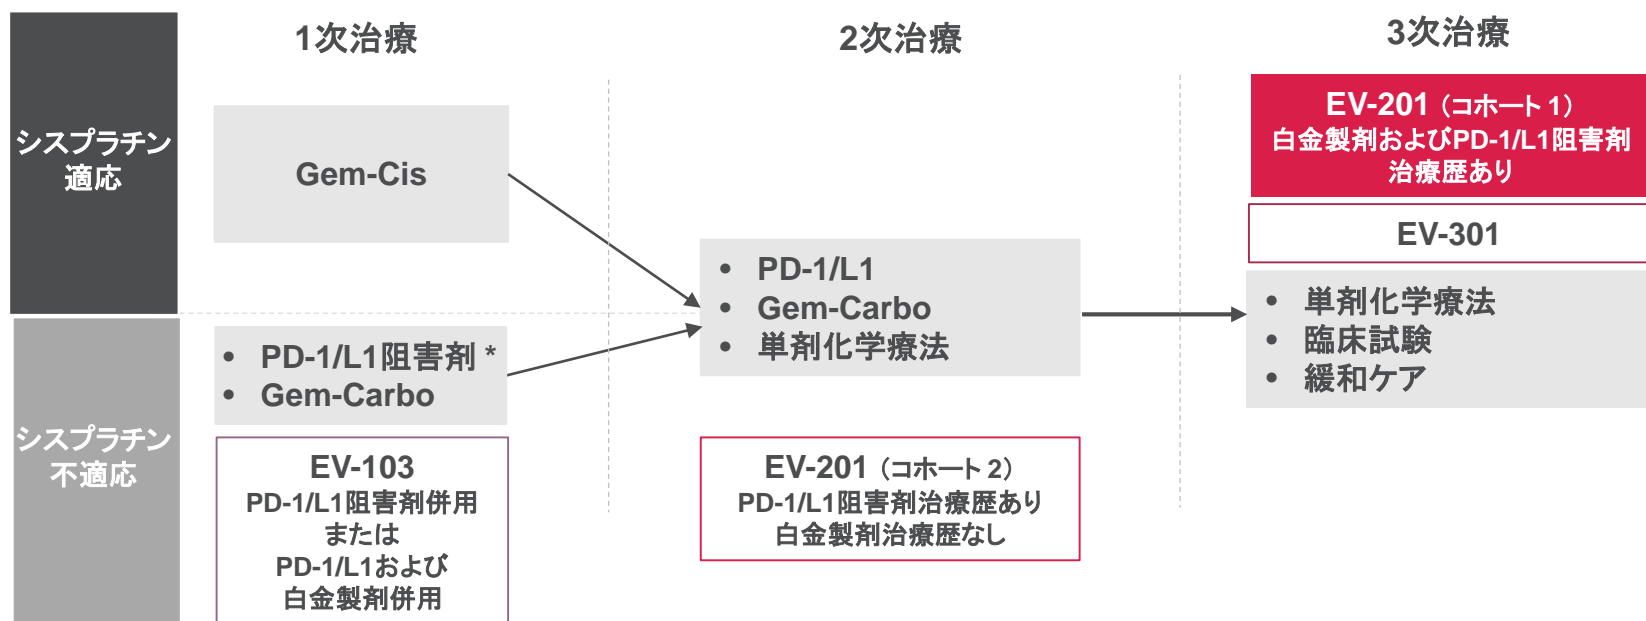 1次治療
2次治療
3次治療
シスプラチン
適応
Gem-Cis
EV-201（コホート 1）
白金製剤およびPD-1/L1阻害剤
治療歴あり
EV-301
• PD-1/L1
• Gem-Carbo
• 単剤化学療法
• 単剤化学療法
• 臨床試験
• 緩和ケア
シスプラチン
不適応
• PD-1/L1阻害剤 *
• Gem-Carbo
EV-103
PD-1/L1阻害剤併用
または
PD-1/L1および
白金製剤併用
EV-201（コホート 2）
PD-1/L1阻害剤治療歴あり
白金製剤治療歴なし